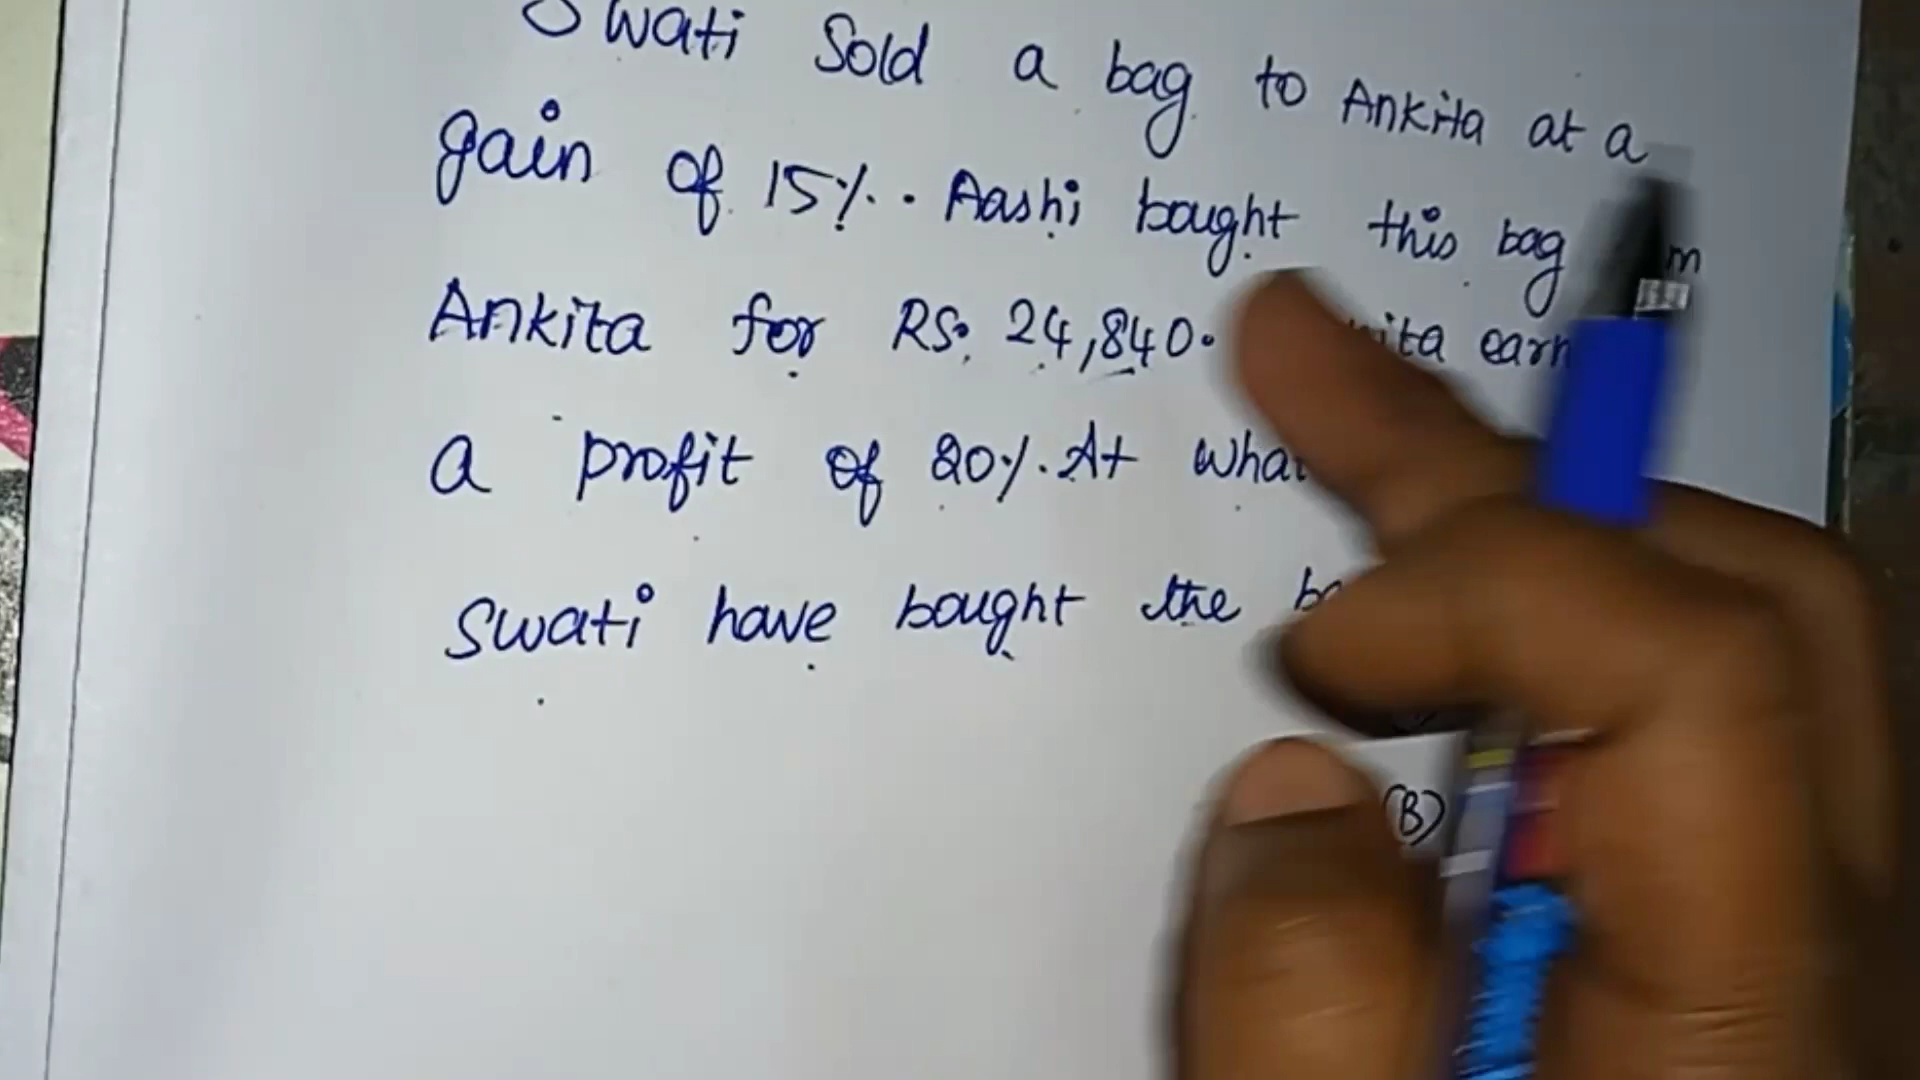 Swati Sold a bag to Ankita at a
gain of 15%. Aashi bought this bag
Ankita for RS. 24,840.
a profit of 20%. At what
Swati have bought the
(B)